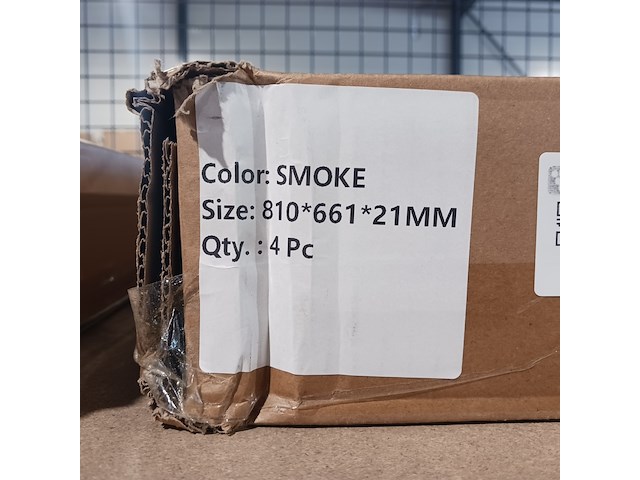 Color: SMOKE
Size: 810*661*21MM
Qty. : 4 Pc